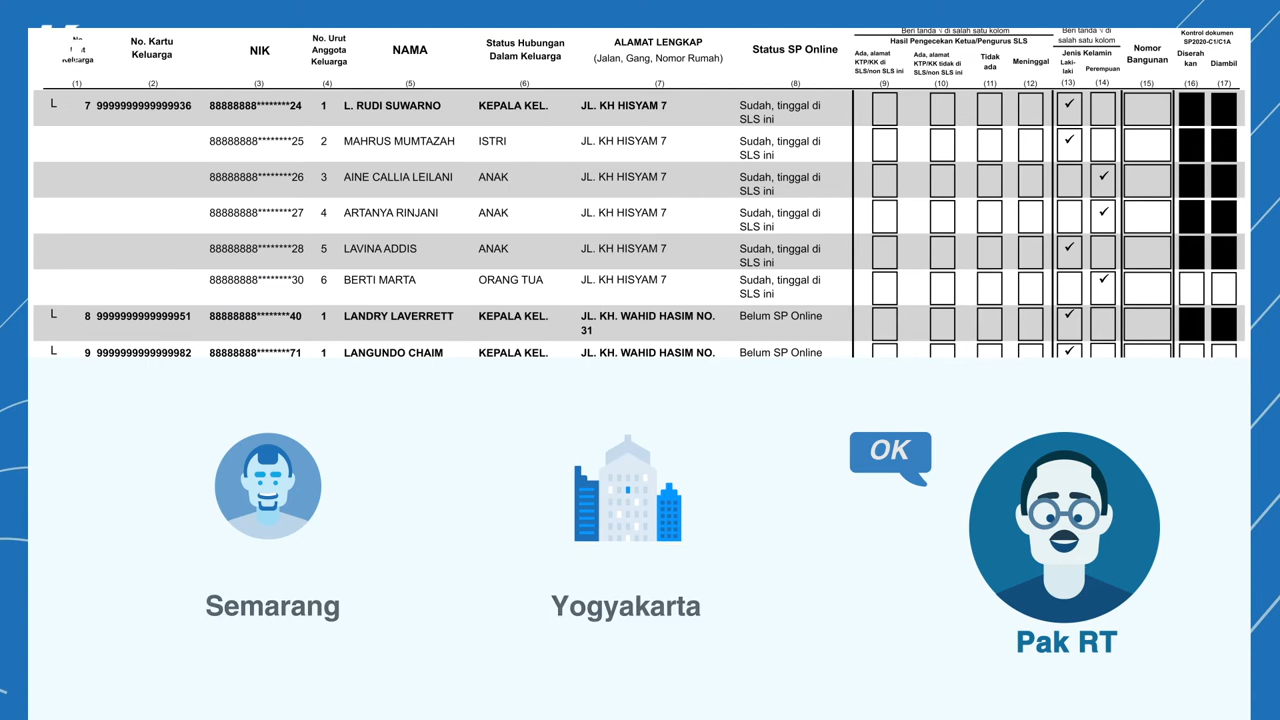 No. Kartu Keluarga
NIK
No. Urut Anggota Keluarga
NAMA
Status Hubungan Dalam Keluarga
ALAMAT LENGKAP
(Jalan, Gang, Nomor Rumah)
Status SP Online
Beri tanda √ di salah satu kolom
Hasil Pengecekan Ketua/Pengurus SLS
Ada, alamat KTP/KK di SLS/non SLS ini
Ada, alamat KTP/KK tidak di SLS/non SLS ini
Tidak ada
Meninggal
Beri tanda √ di salah satu kolom
Jenis Kelamin
Laki-laki
Perempuan
Nomor Bangunan
Kontrol dokumen SP2020-C1/C1A
Diserah kan
Diambil
(1) (2) (3) (4) (5) (6) (7) (8) (9) (10) (11) (12) (13) (14) (15) (16) (17)
L 7 9999999999999936 88888888********24 1 L. RUDI SUWARNO KEPALA KEL. JL. KH HISYAM 7 Sudah, tinggal di SLS ini ✓
88888888********25 2 MAHRUS MUMTAZAH ISTRI JL. KH HISYAM 7 Sudah, tinggal di SLS ini ✓
88888888********26 3 AINE CALLIA LEILANI ANAK JL. KH HISYAM 7 Sudah, tinggal di SLS ini ✓
88888888********27 4 ARTANYA RINJANI ANAK JL. KH HISYAM 7 Sudah, tinggal di SLS ini ✓
88888888********28 5 LAVINA ADDIS ANAK JL. KH HISYAM 7 Sudah, tinggal di SLS ini ✓
88888888********30 6 BERTI MARTA ORANG TUA JL. KH HISYAM 7 Sudah, tinggal di SLS ini ✓
L 8 9999999999999951 88888888********40 1 LANDRY LAVERRETT KEPALA KEL. JL. KH. WAHID HASIM NO. 31 Belum SP Online ✓
L 9 9999999999999982 88888888********71 1 LANGUNDO CHAIM KEPALA KEL. JL. KH. WAHID HASIM NO. Belum SP Online ✓
OK
Semarang
Yogyakarta
Pak RT